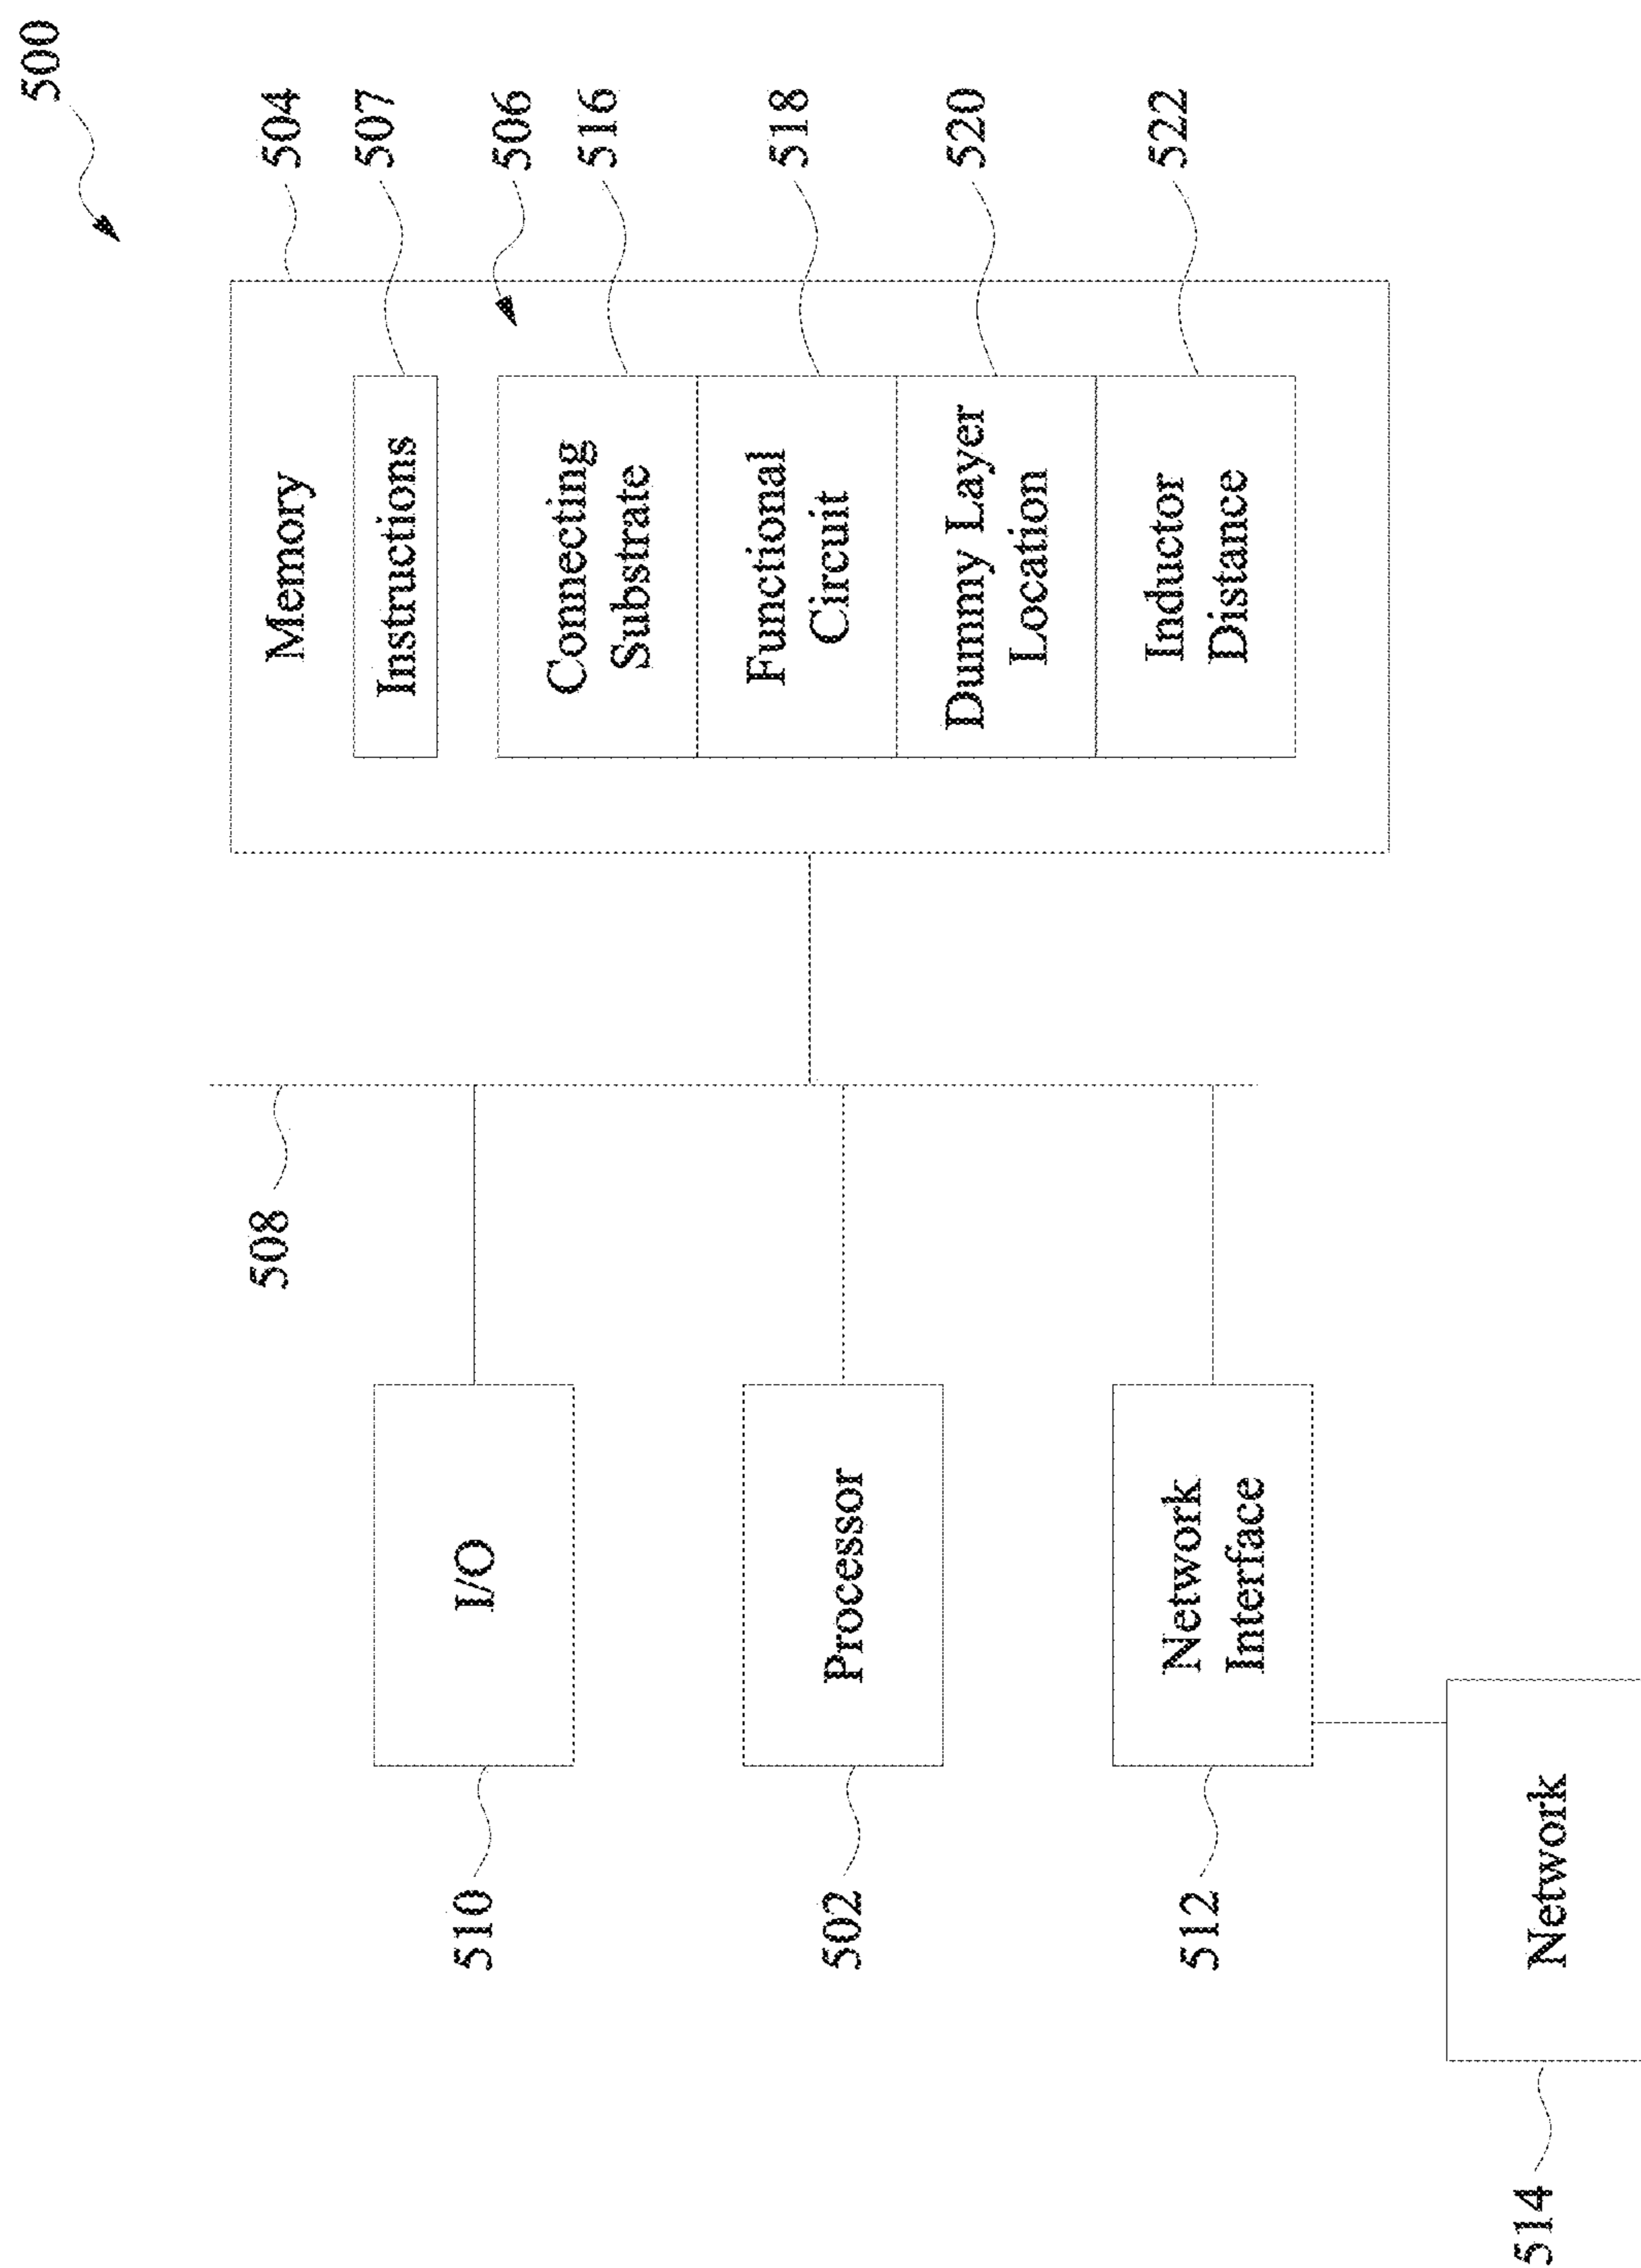 500
504
Memory
507
Instructions
506
516
Connecting
Substrate
518
Functional
Circuit
520
Dummy Layer
Location
522
Inductor
Distance
508
510
I/O
502
Processor
512
Network
Interface
514
Network